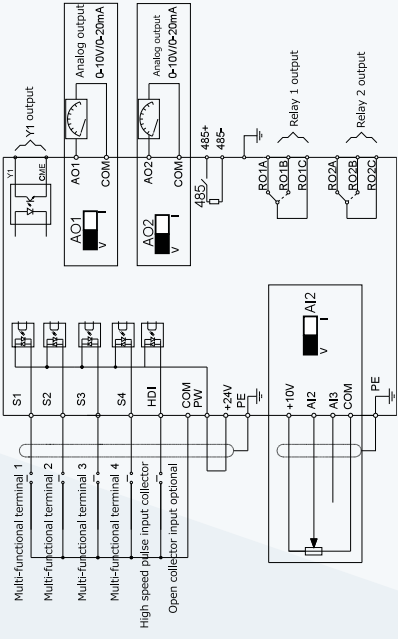 Y1 output
Analog output
0-10V/0-20mA
Analog output
0-10V/0-20mA
Relay 1 output
Relay 2 output
Y1
CME
AO1
COM
AO2
COM
485+
485-
RO1A
RO1B
RO1C
RO2A
RO2B
RO2C
AO1
V
I
AO2
V
I
485
AI2
V
I
S1
S2
S3
S4
HDI
COM
PW
+24V
PE
+10V
AI2
AI3
COM
PE
Multi-functional terminal 1
Multi-functional terminal 2
Multi-functional terminal 3
Multi-functional terminal 4
High speed pulse input collector
Open collector input optional